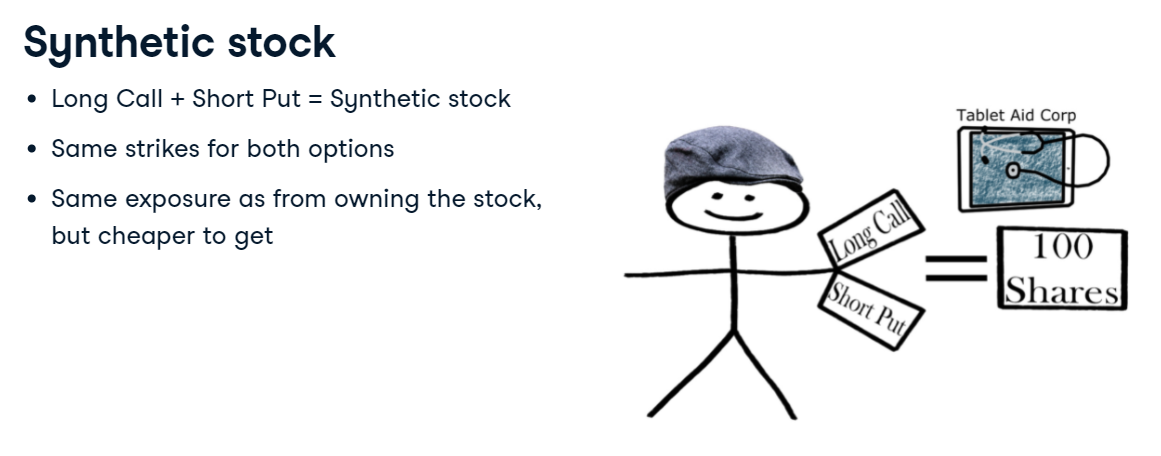 Synthetic stock
• Long Call + Short Put = Synthetic stock
• Same strikes for both options
• Same exposure as from owning the stock,
but cheaper to get
Tablet Aid Corp
Long Call
Short Put
=
100
Shares